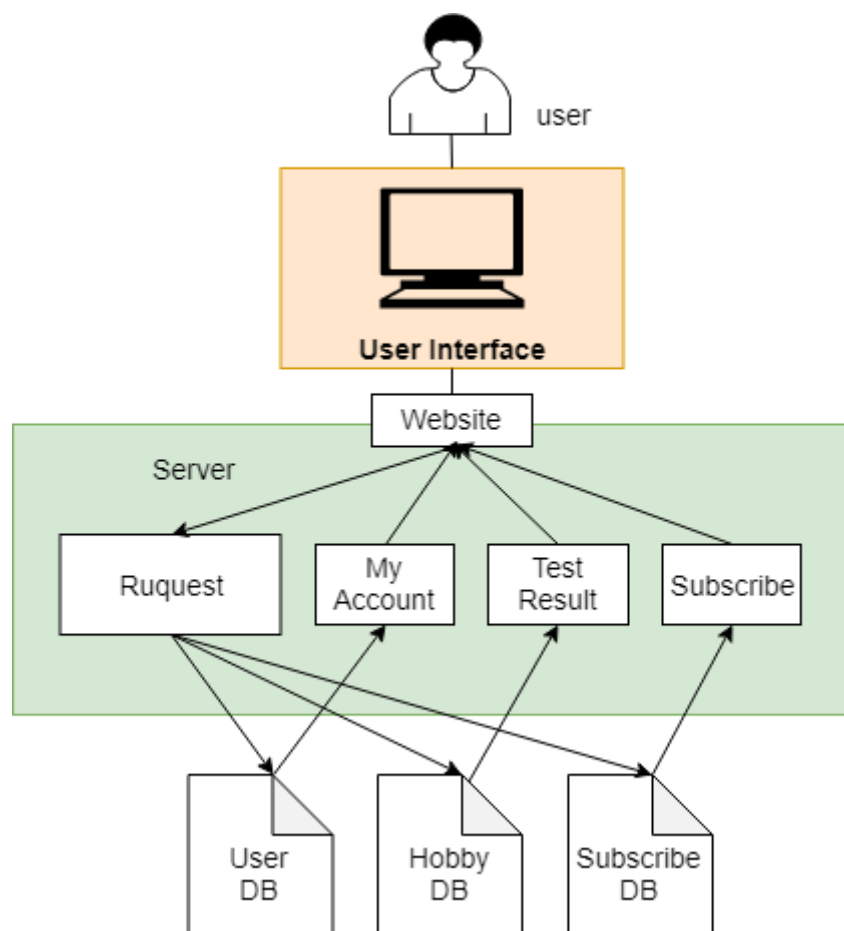 user
User Interface
Website
Server
Ruquest
My
Account
Test
Result
Subscribe
User
DB
Hobby
DB
Subscribe
DB